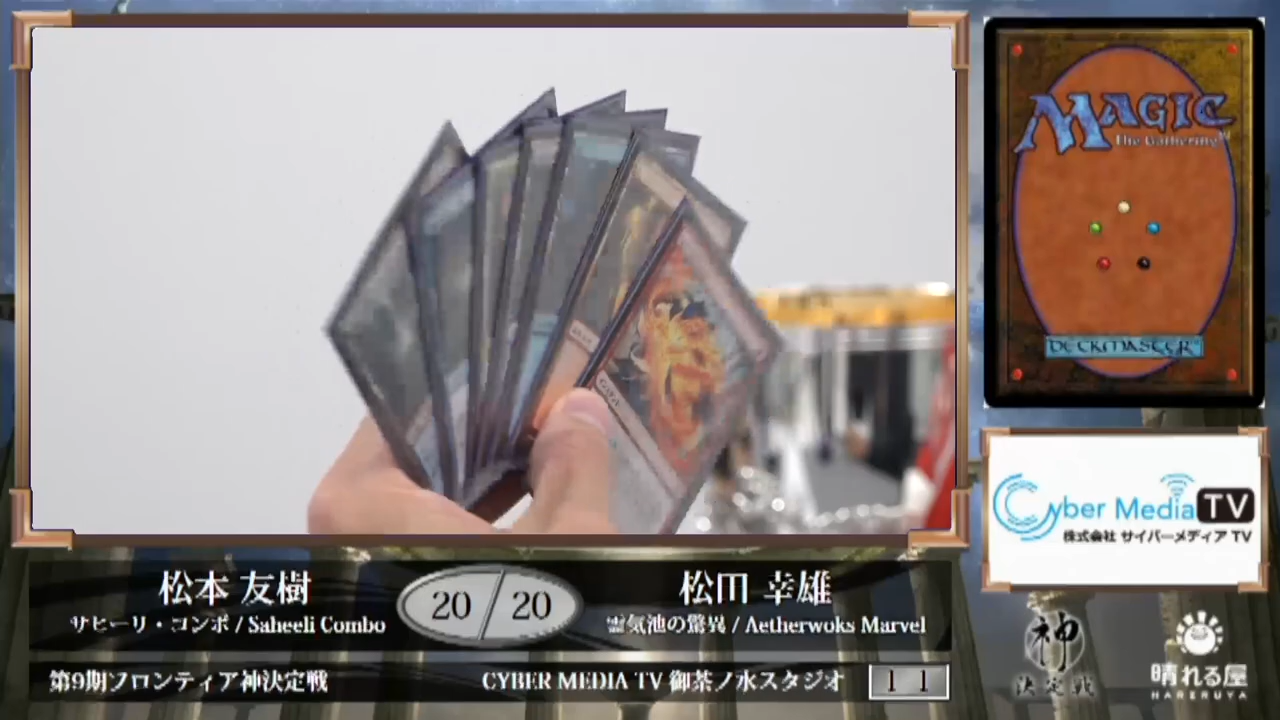 MAGIC
The Gathering
DECKMASTER
Cyber Media TV
株式会社 サイバーメディア TV
松本 友樹
20 / 20
松田 幸雄
サヒーリ・コンボ / Saheeli Combo
霊気池の驚異 / Aetherwoks Marvel
第9期フロンティア神決定戦
CYBER MEDIA TV 御茶ノ水スタジオ
1 1
神
決定戦
晴れる屋
HARERUYA